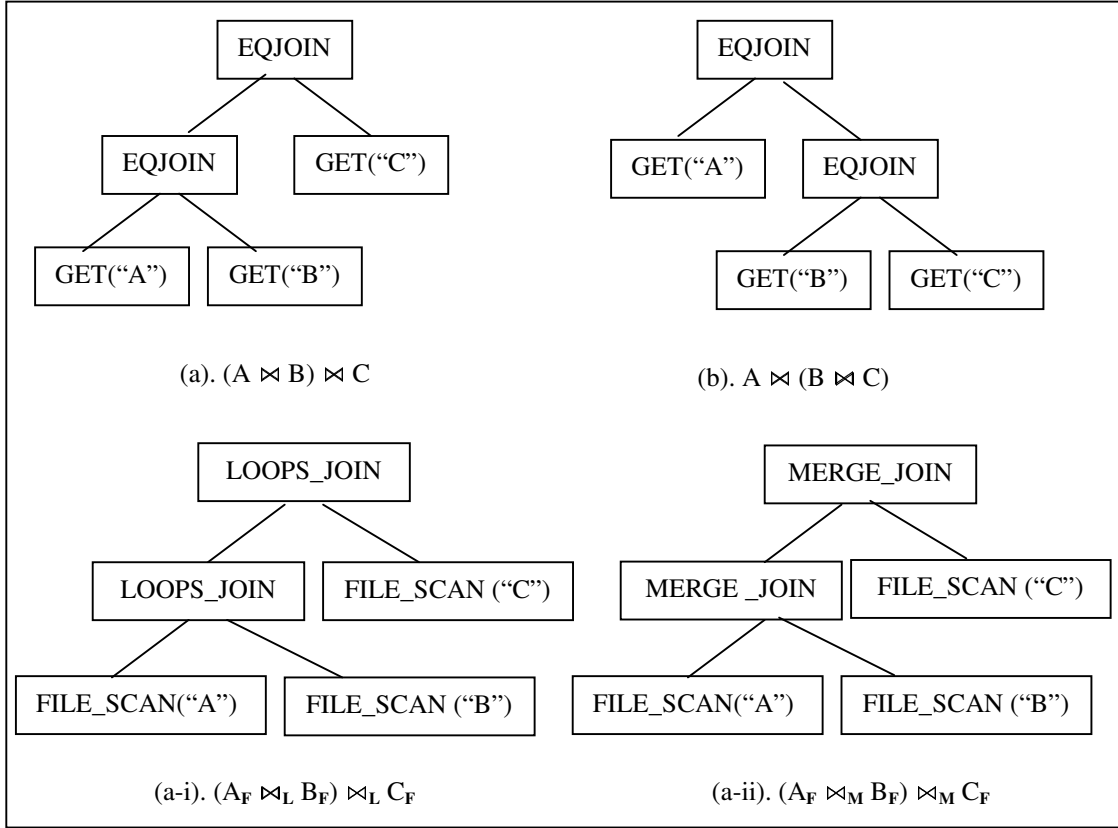 EQJOIN
EQJOIN
GET(“C”)
GET(“A”)
GET(“B”)
(a). (A ⋈ B) ⋈ C
EQJOIN
GET(“A”)
EQJOIN
GET(“B”)
GET(“C”)
(b). A ⋈ (B ⋈ C)
LOOPS_JOIN
LOOPS_JOIN
FILE_SCAN (“C”)
FILE_SCAN(“A”)
FILE_SCAN (“B”)
(a-i). (A_F ⋈_L B_F) ⋈_L C_F
MERGE_JOIN
MERGE _JOIN
FILE_SCAN (“C”)
FILE_SCAN(“A”)
FILE_SCAN (“B”)
(a-ii). (A_F ⋈_M B_F) ⋈_M C_F